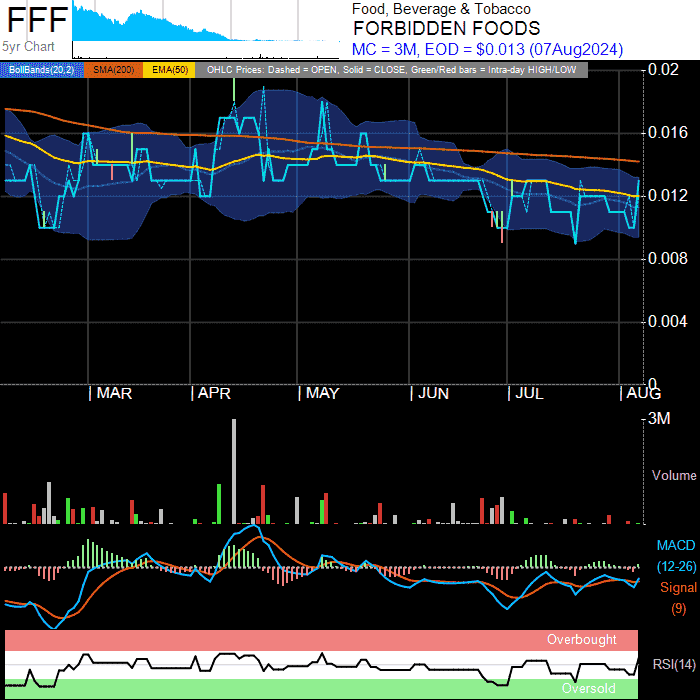 FFF
5yr Chart
Food, Beverage & Tobacco
FORBIDDEN FOODS
MC = 3M, EOD = $0.013 (07Aug2024)
BollBands(20,2) SMA(200) EMA(50) OHLC Prices: Dashed = OPEN, Solid = CLOSE, Green/Red bars = Intra-day HIGH/LOW
0.02
0.016
0.012
0.008
0.004
0
MAR APR MAY JUN JUL AUG
3M
Volume
MACD
(12-26)
Signal
(9)
Overbought
RSI(14)
Oversold